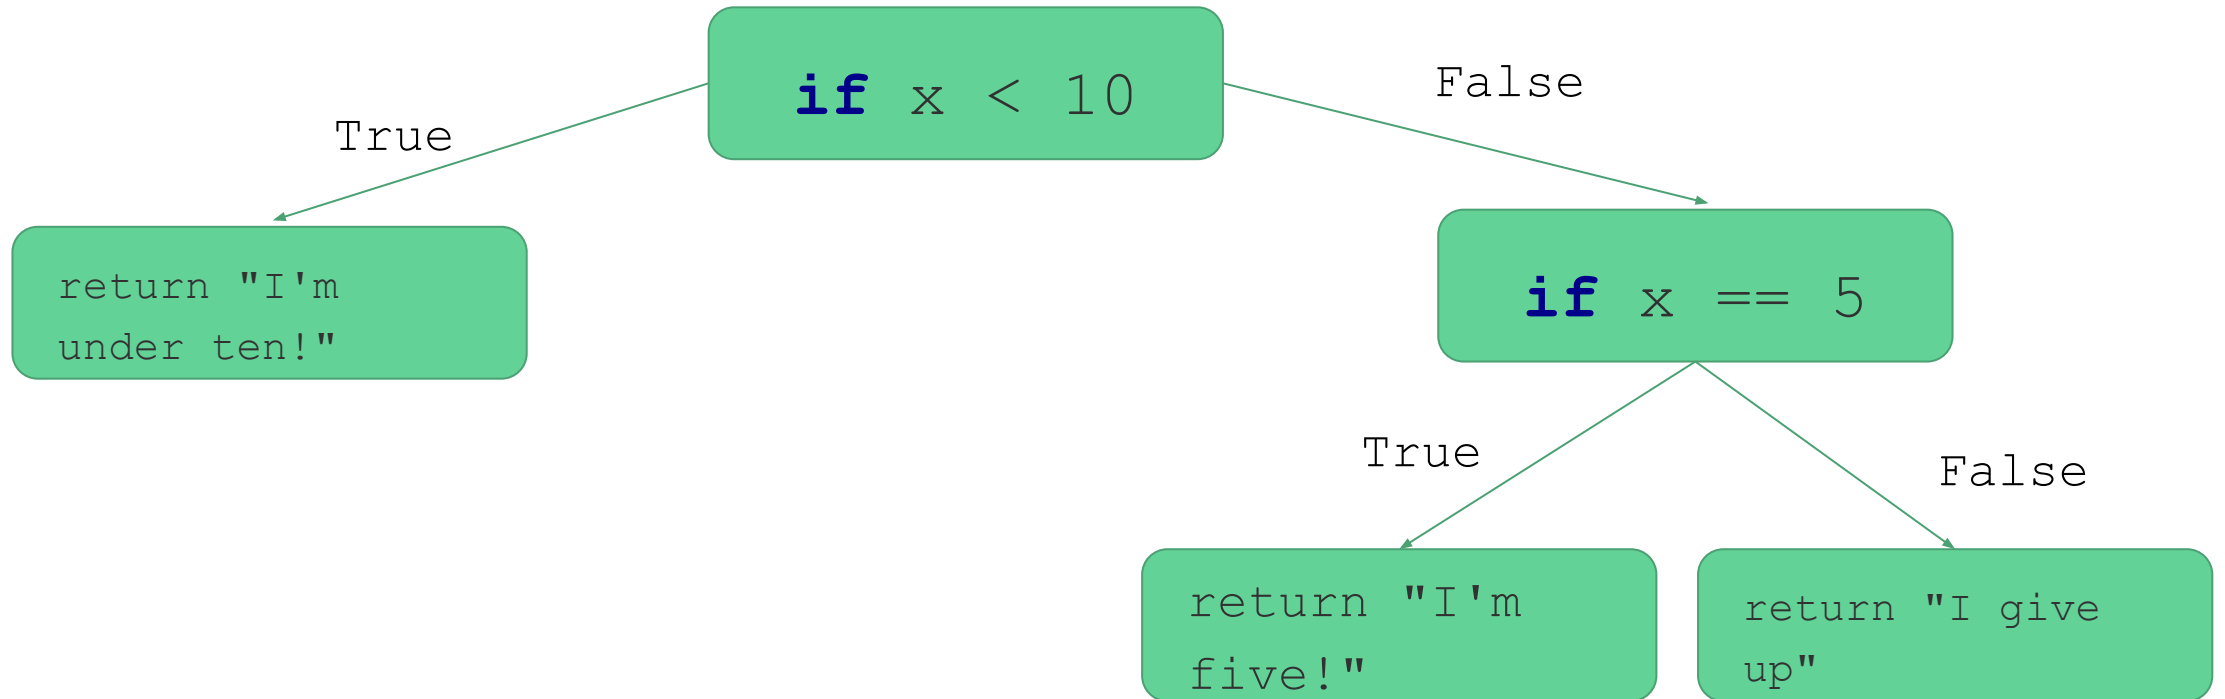 if x < 10
False
True
return "I'm
under ten!"
if x == 5
True
False
return "I'm
five!"
return "I give
up"